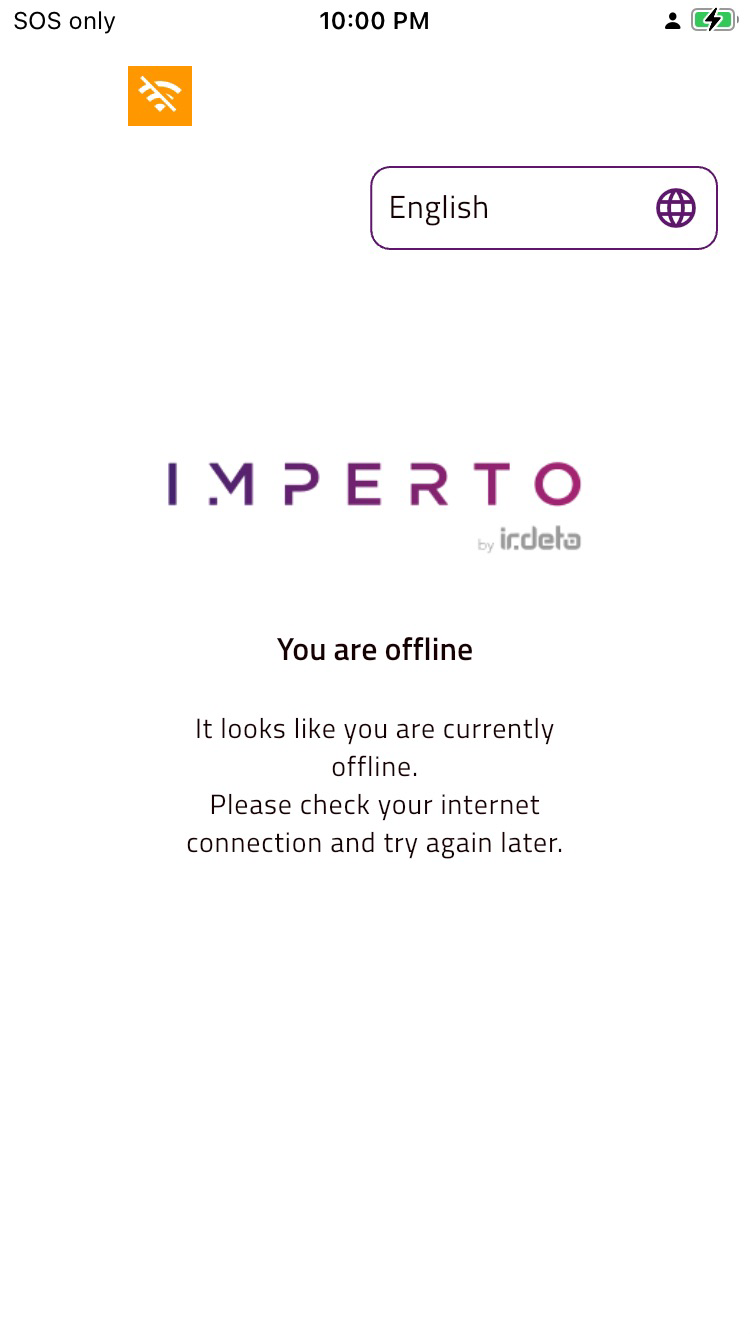 SOS only 10:00 PM
English
IMPERTO
by irdeto
You are offline
It looks like you are currently
offline.
Please check your internet
connection and try again later.